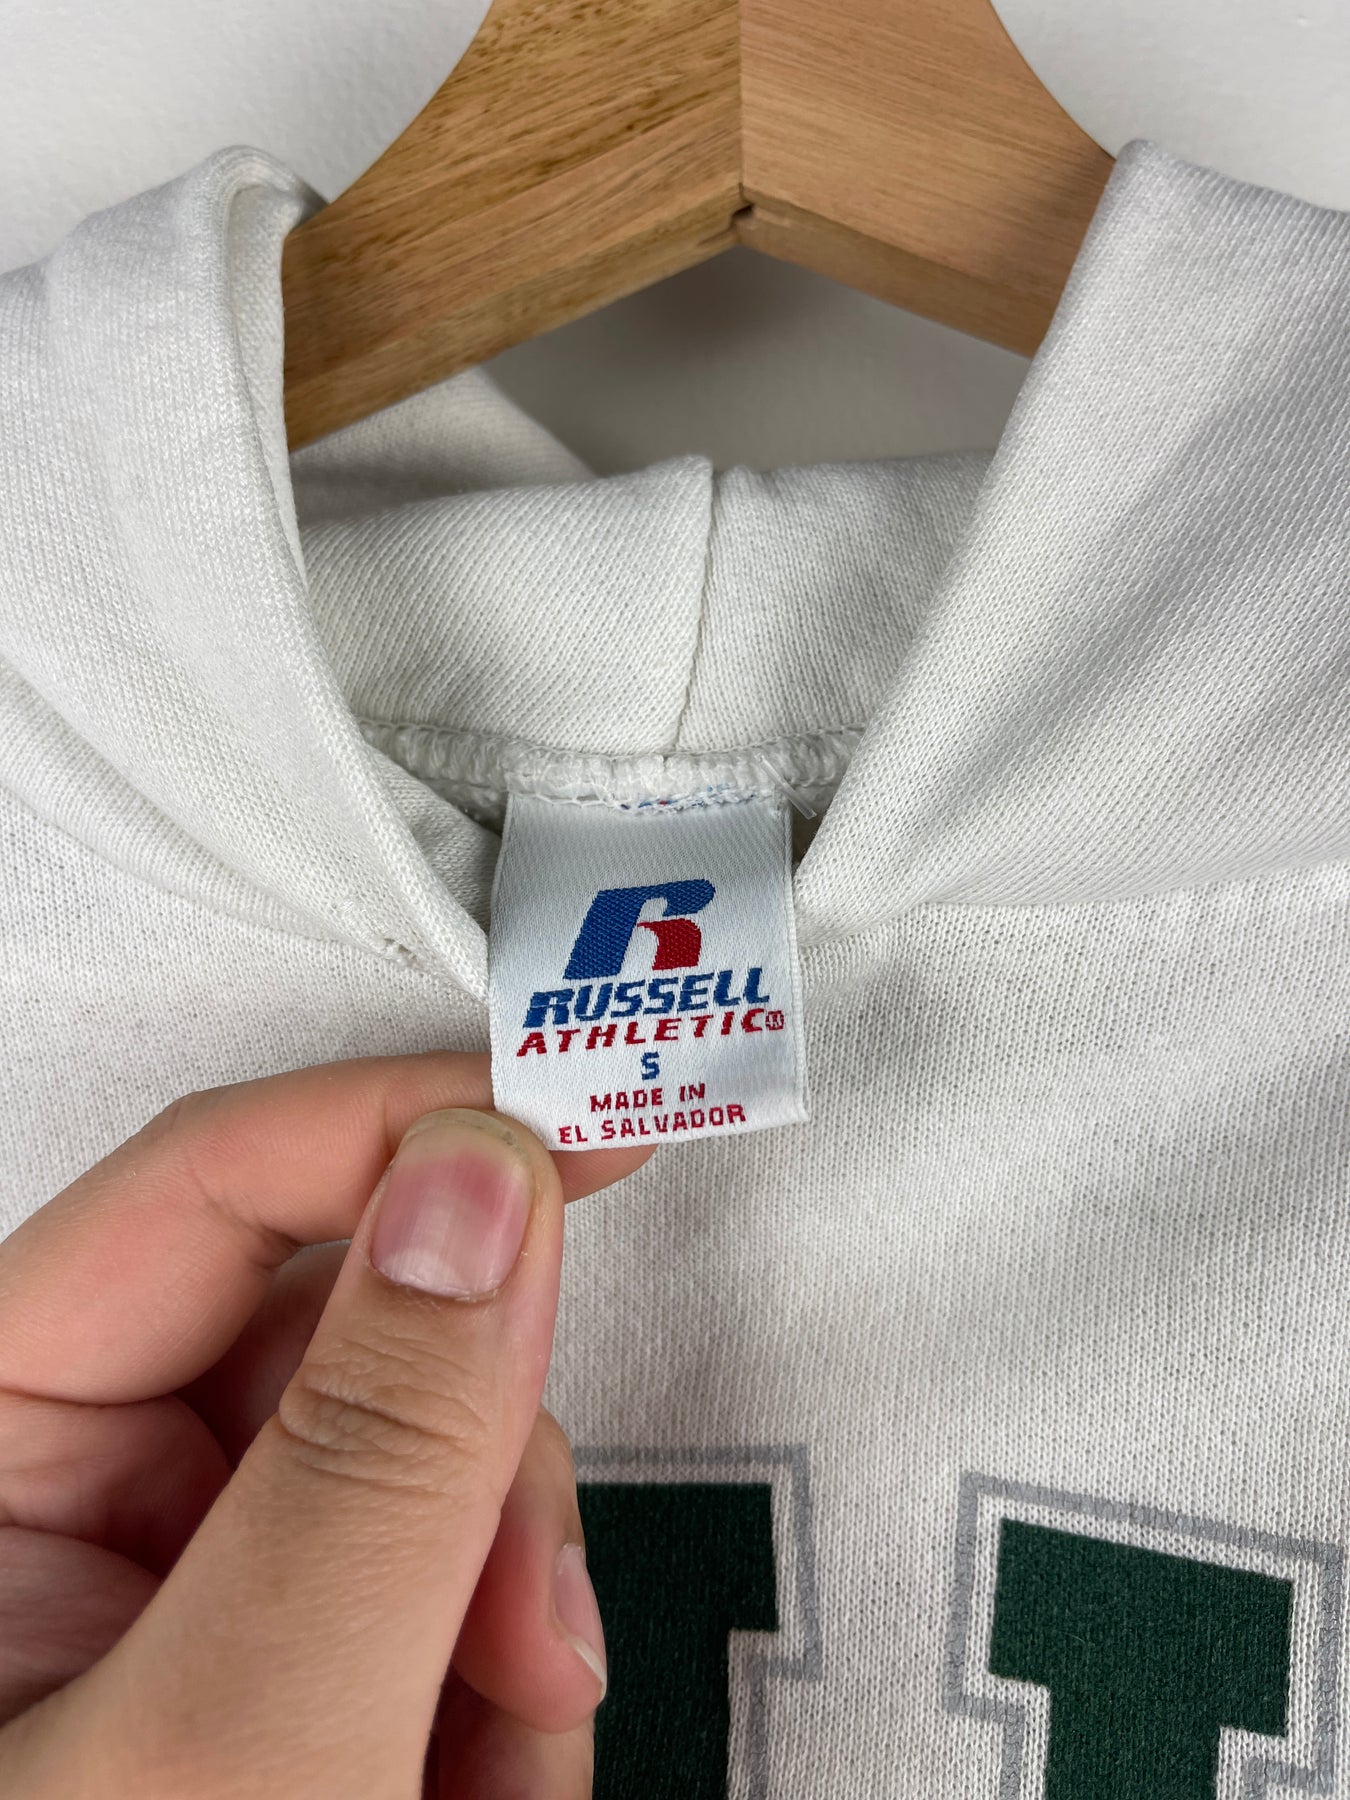 RUSSELL
ATHLETIC®
S
MADE IN
EL SALVADOR